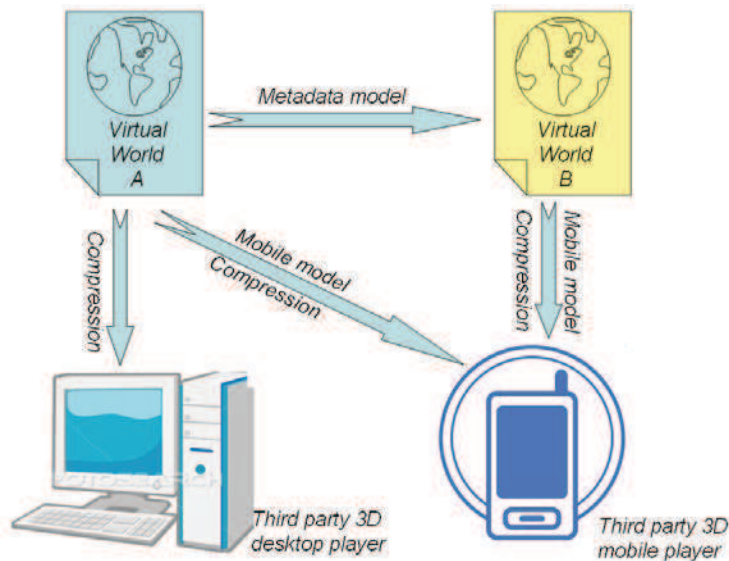 Virtual
World
A
Metadata model
Virtual
World
B
Compression
Mobile model
Compression
Mobile model
Compression
Third party 3D
desktop player
Third party 3D
mobile player